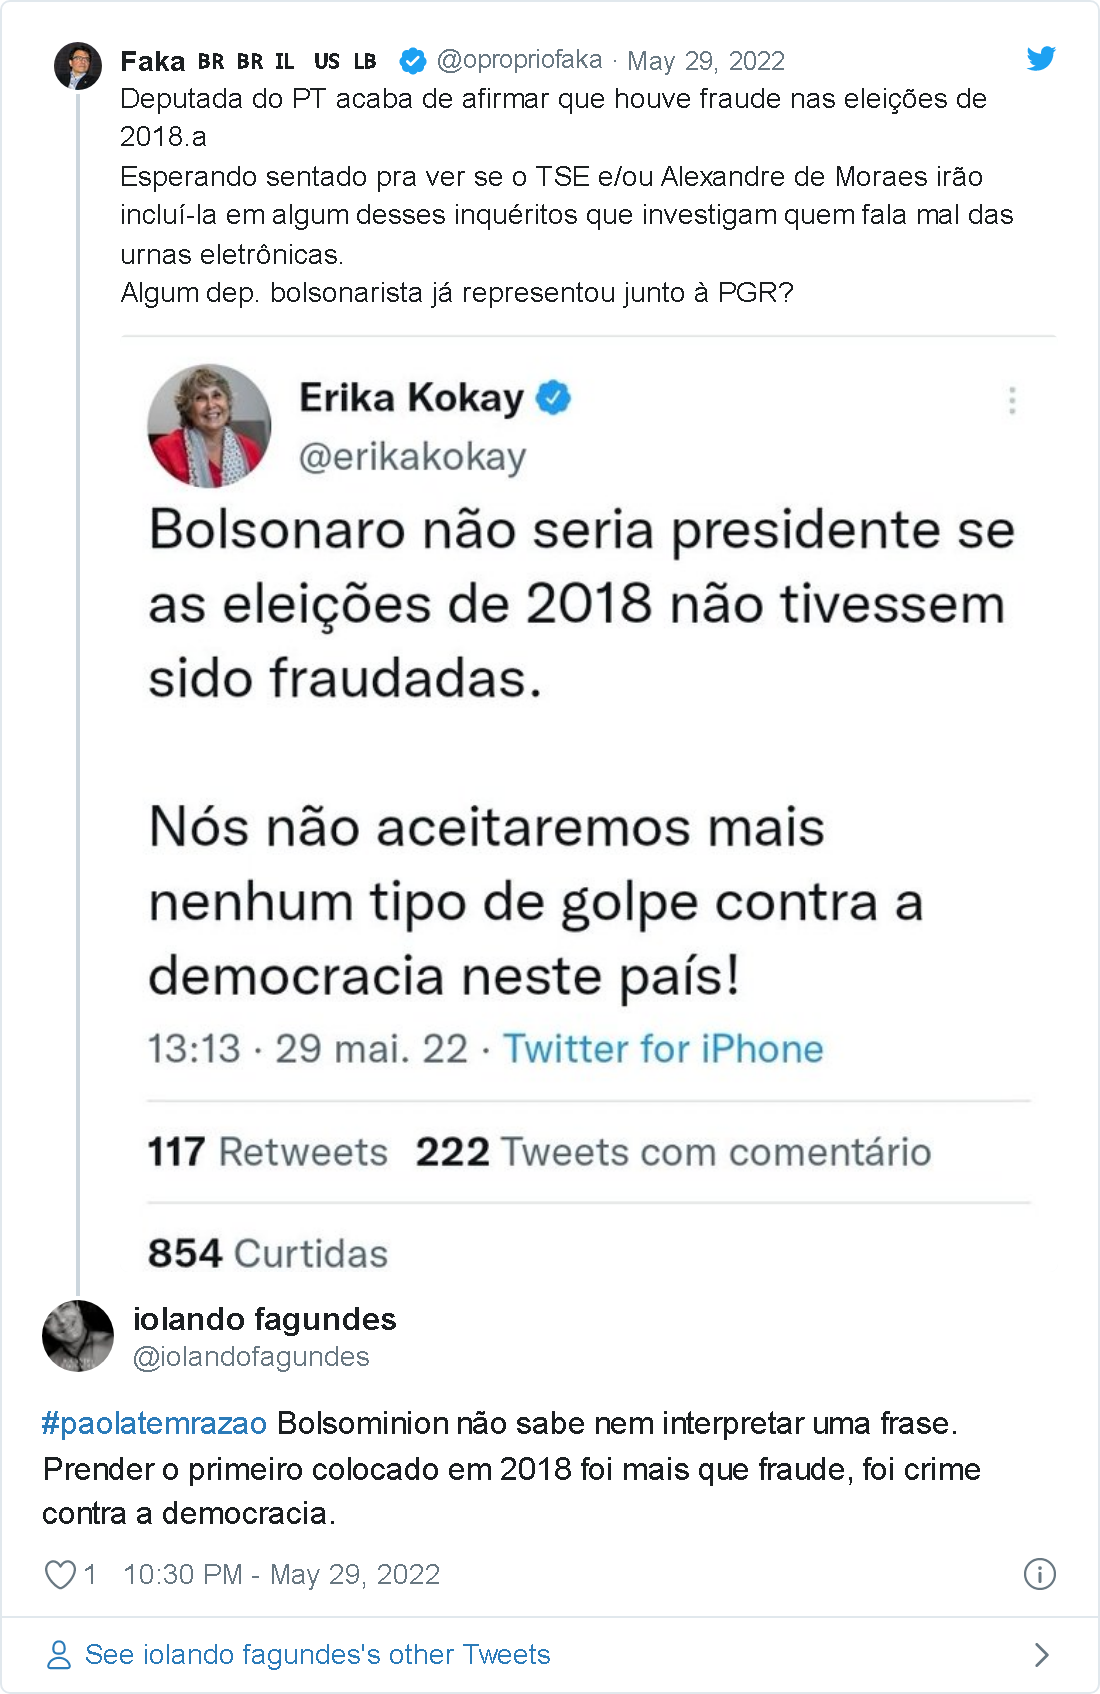 Faka BR BR IL US LB @opropriofaka · May 29, 2022
Deputada do PT acaba de afirmar que houve fraude nas eleições de
2018.a
Esperando sentado pra ver se o TSE e/ou Alexandre de Moraes irão
incluí-la em algum desses inquéritos que investigam quem fala mal das
urnas eletrônicas.
Algum dep. bolsonarista já representou junto à PGR?
Erika Kokay
@erikakokay
Bolsonaro não seria presidente se
as eleições de 2018 não tivessem
sido fraudadas.
Nós não aceitaremos mais
nenhum tipo de golpe contra a
democracia neste país!
13:13 · 29 mai. 22 · Twitter for iPhone
117 Retweets 222 Tweets com comentário
854 Curtidas
iolando fagundes
@iolandofagundes
#paolatemrazao Bolsominion não sabe nem interpretar uma frase.
Prender o primeiro colocado em 2018 foi mais que fraude, foi crime
contra a democracia.
1 10:30 PM - May 29, 2022
See iolando fagundes's other Tweets